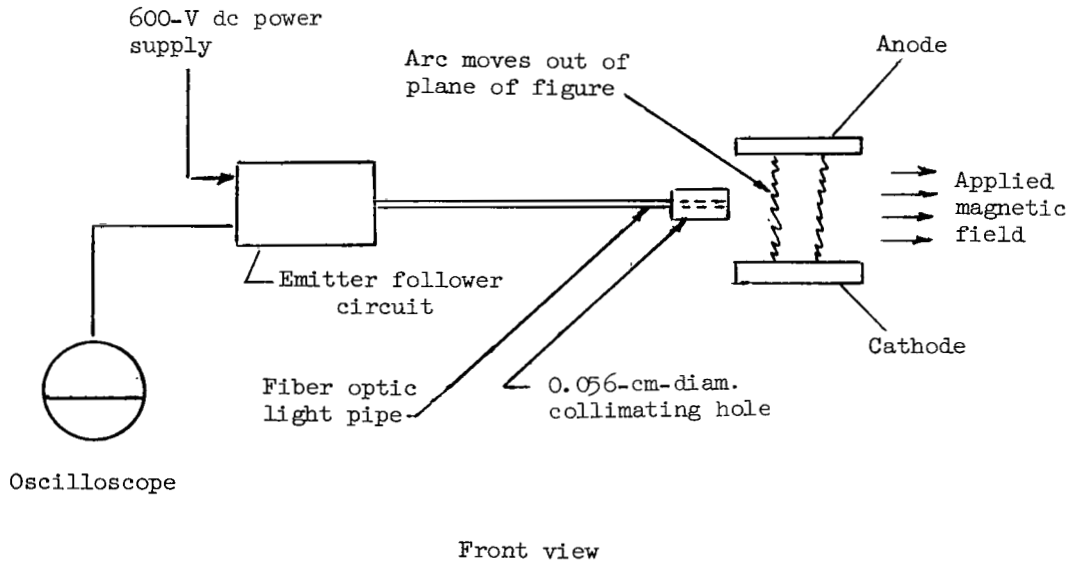 600-V dc power
supply
Arc moves out of
plane of figure
Anode
Applied
magnetic
field
Emitter follower
circuit
Cathode
Fiber optic
light pipe
0.056-cm-diam.
collimating hole
Oscilloscope
Front view